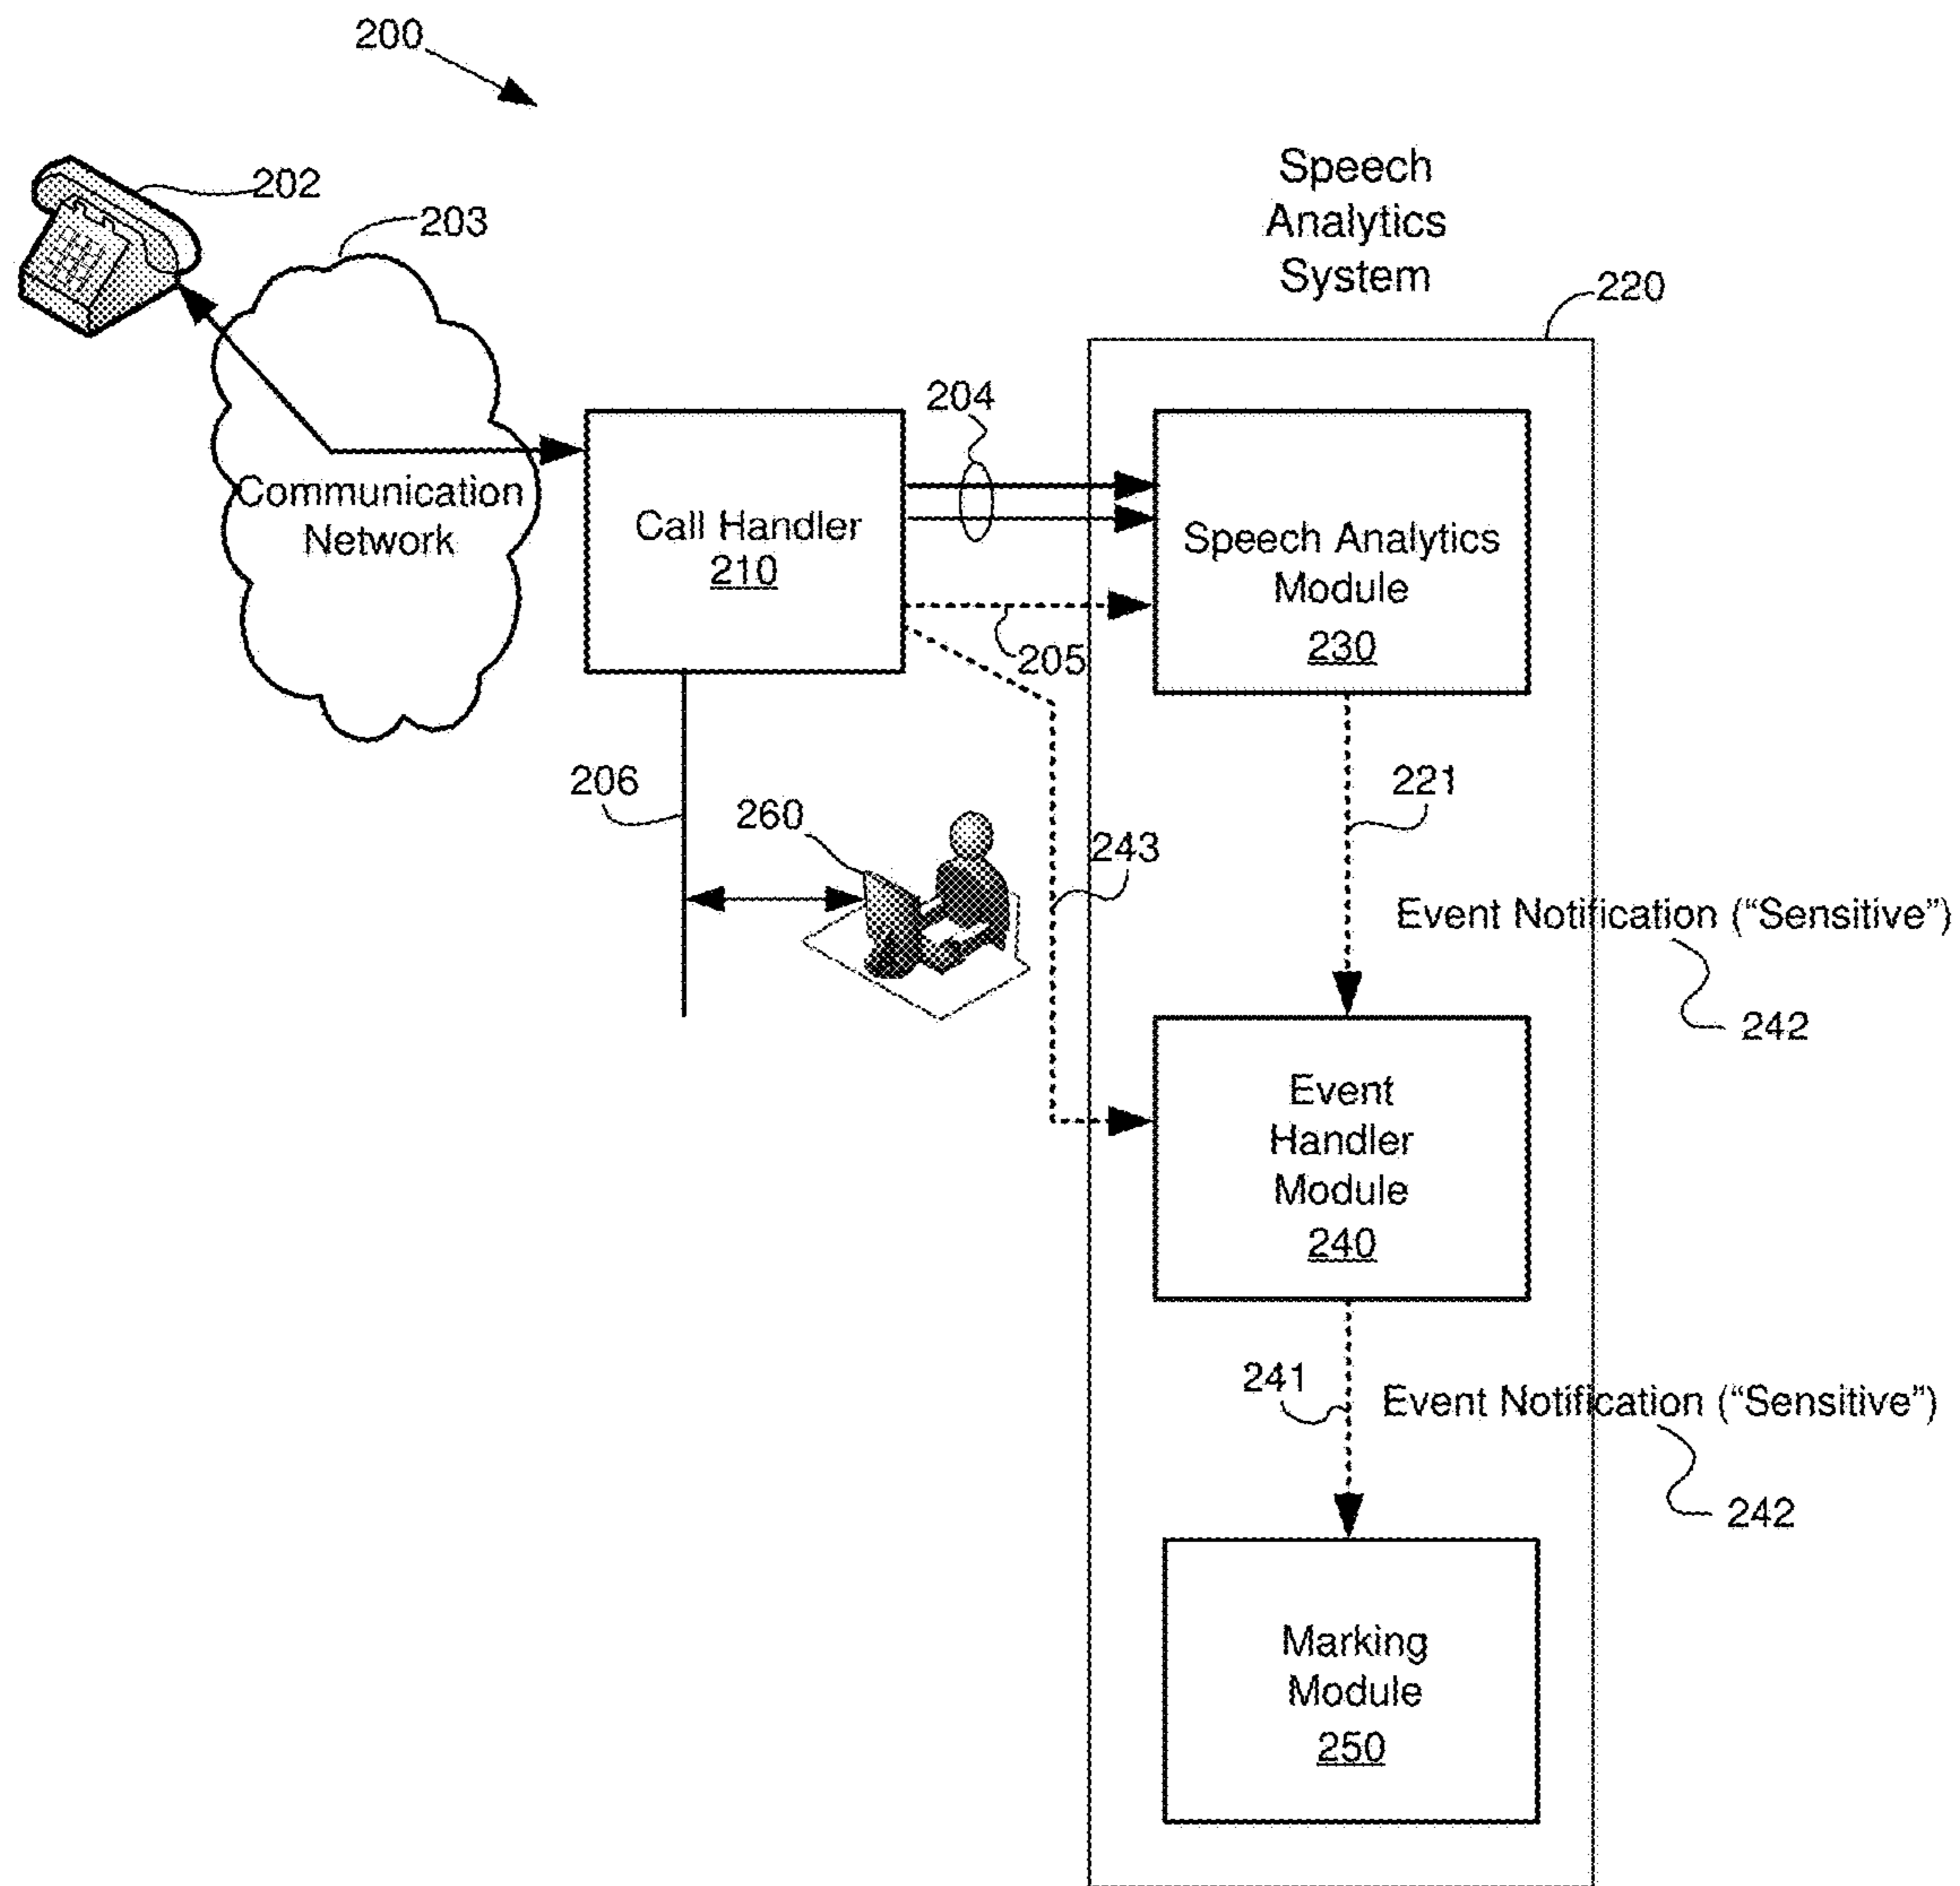 200
202
203
Speech
Analytics
System
220
204
Communication
Network
Call Handler
210
Speech Analytics
Module
230
205
206
260
243
221
Event Notification (“Sensitive”)
242
Event
Handler
Module
240
241
Event Notification (“Sensitive”)
242
Marking
Module
250